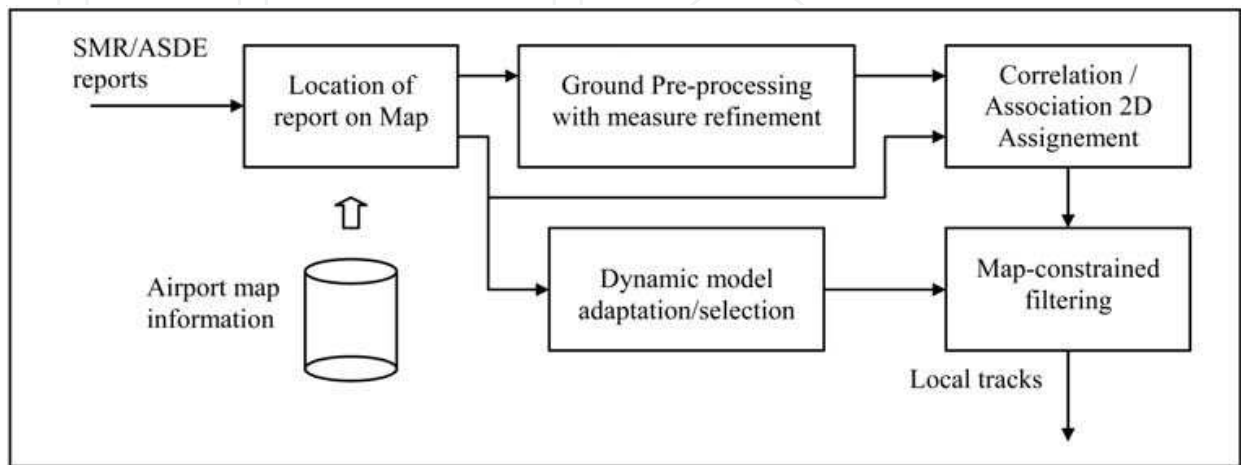 SMR/ASDE
reports
Location of
report on Map
Ground Pre-processing
with measure refinement
Correlation /
Association 2D
Assignement
Airport map
information
Dynamic model
adaptation/selection
Map-constrained
filtering
Local tracks